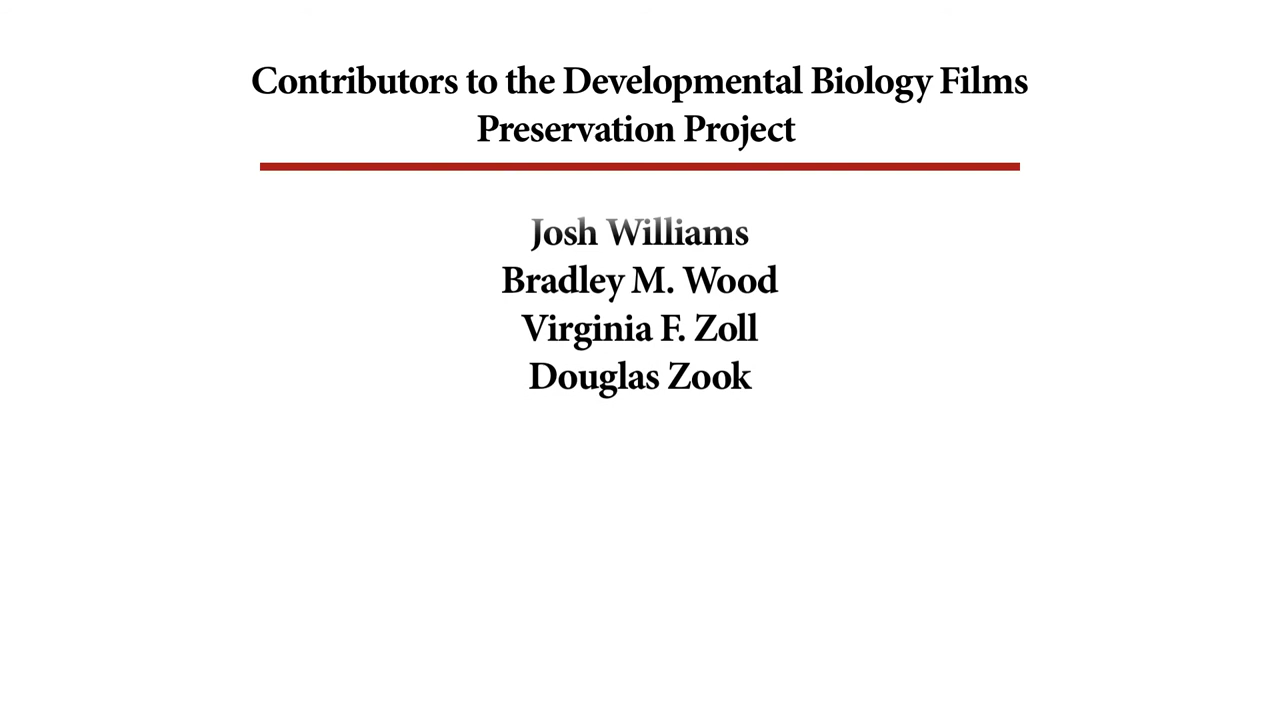 Contributors to the Developmental Biology Films
Preservation Project
Josh Williams
Bradley M. Wood
Virginia F. Zoll
Douglas Zook